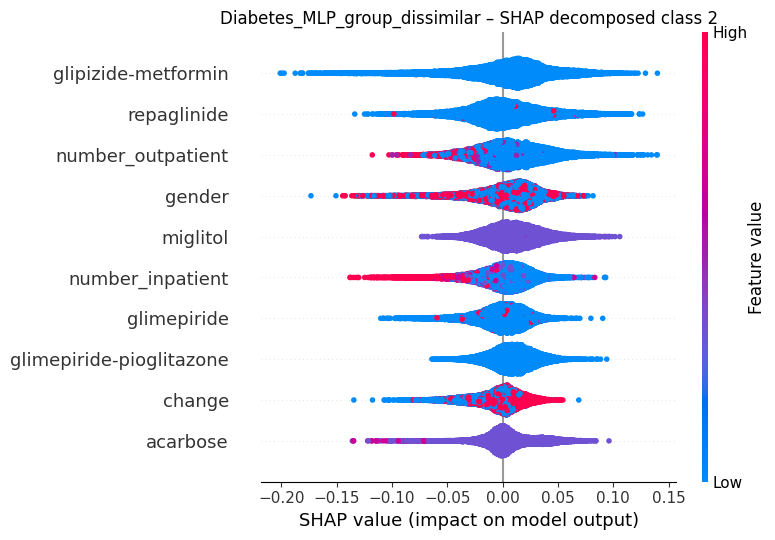 Diabetes_MLP_group_dissimilar – SHAP decomposed class 2
High
glipizide-metformin
repaglinide
number_outpatient
gender
miglitol
number_inpatient
glimepiride
glimepiride-pioglitazone
change
acarbose
Feature value
Low
−0.20 −0.15 −0.10 −0.05 0.00 0.05 0.10 0.15
SHAP value (impact on model output)